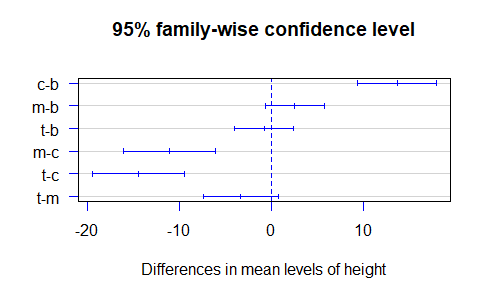 95% family-wise confidence level
c-b
m-b
t-b
m-c
t-c
t-m
-20 -10 0 10
Differences in mean levels of height